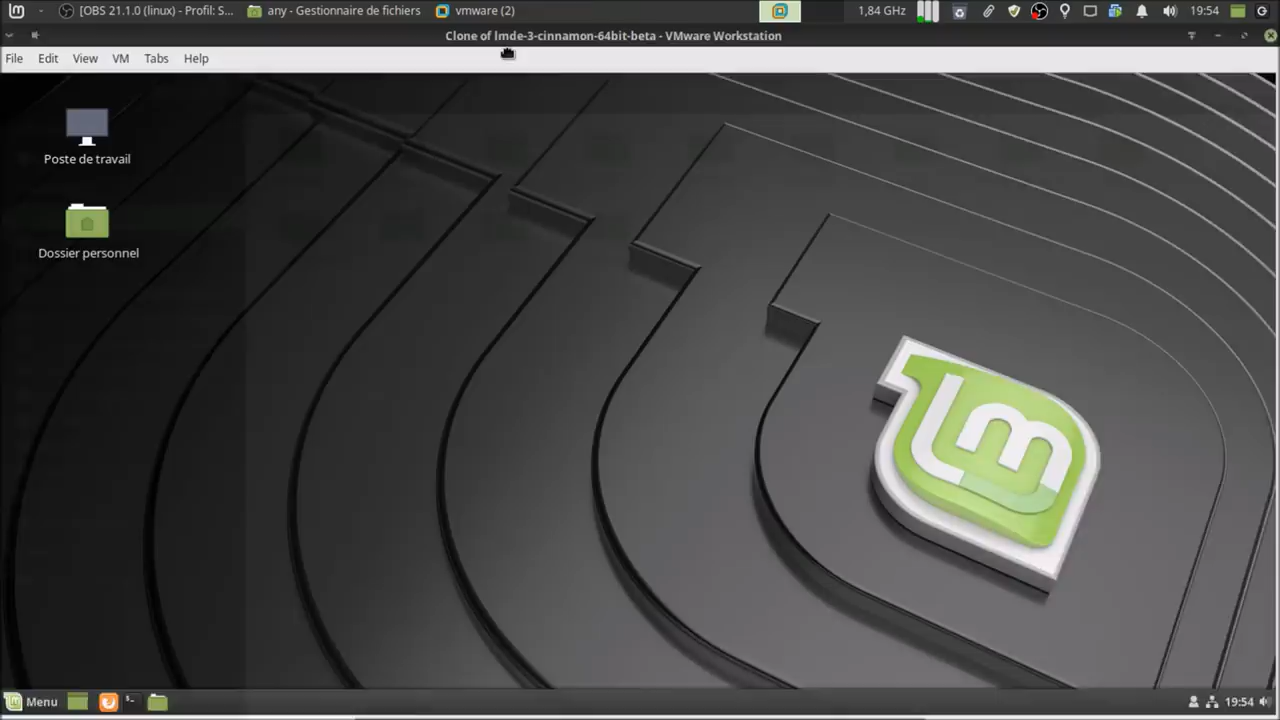 [OBS 21.1.0 (linux) - Profil: S... any - Gestionnaire de fichiers vmware (2) 1,84 GHz 19:54
Clone of lmde-3-cinnamon-64bit-beta - VMware Workstation
File Edit View VM Tabs Help
Poste de travail
Dossier personnel
lm
Menu 19:54